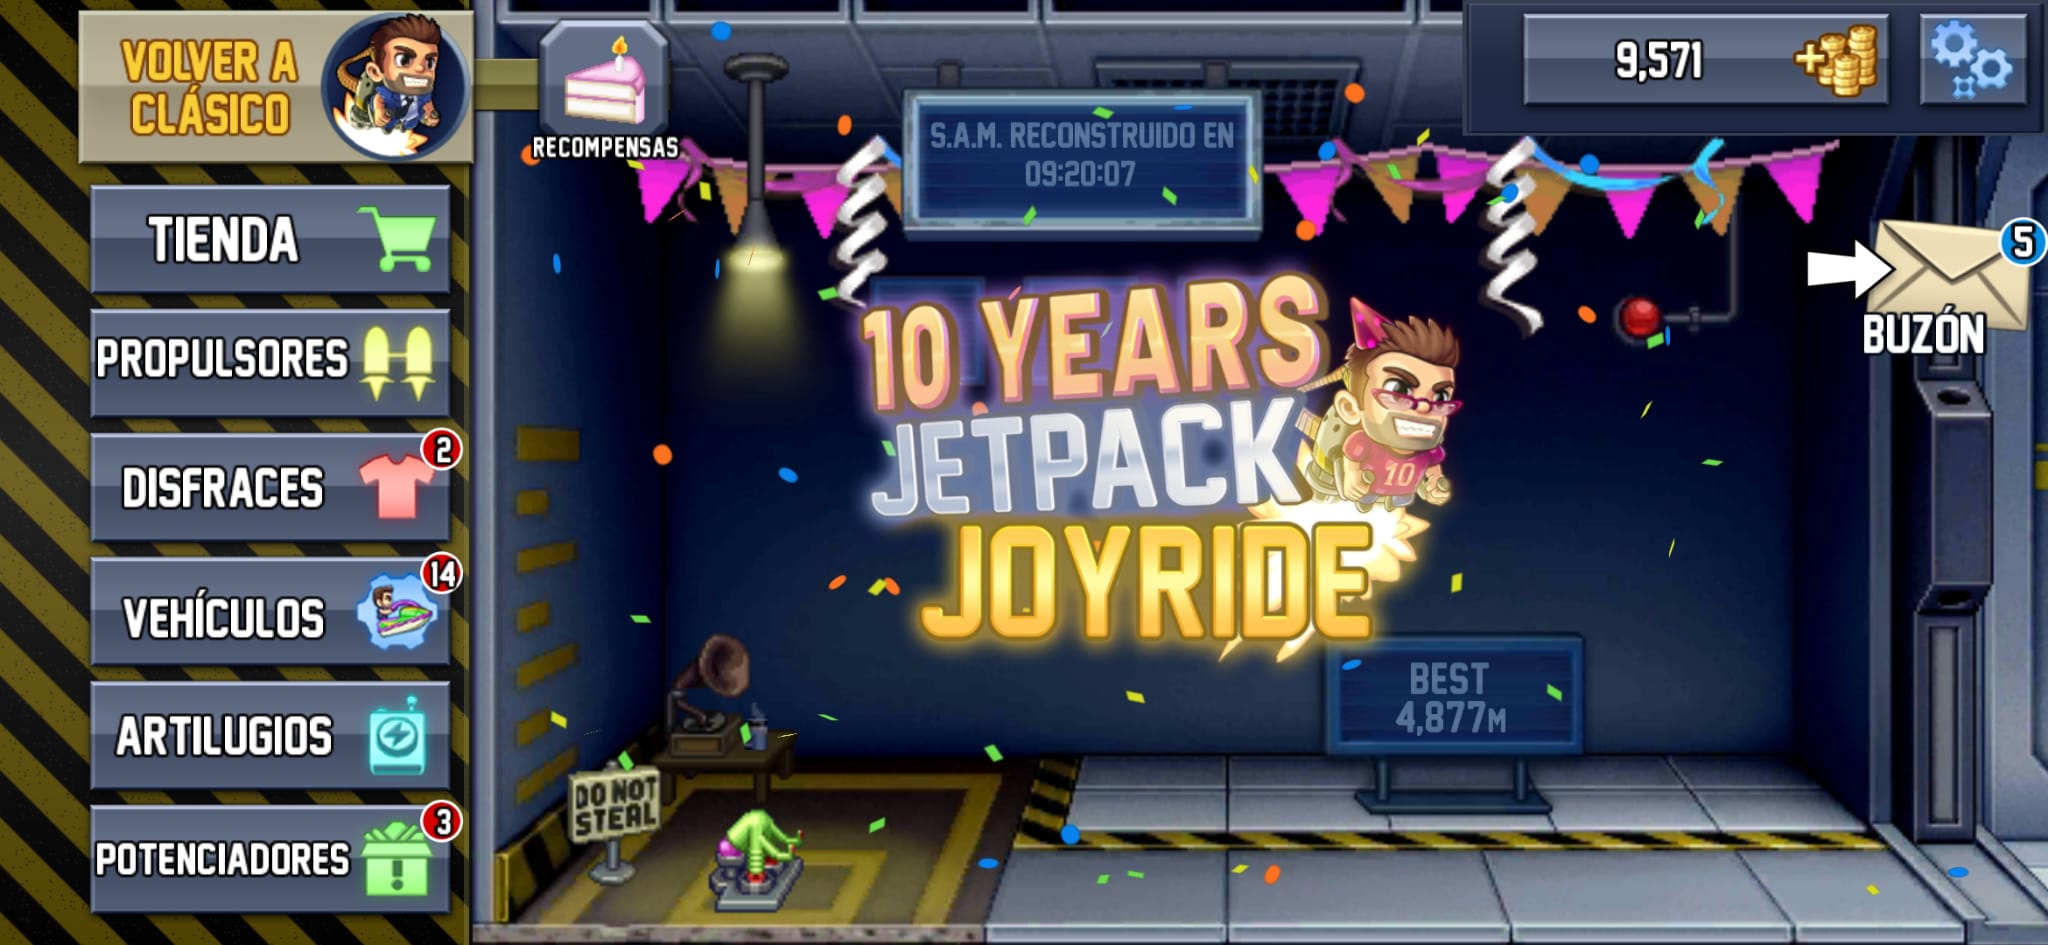 VOLVER A
CLÁSICO
RECOMPENSAS
9,571
S.A.M. RECONSTRUIDO EN
09:20:07
TIENDA
5
BUZÓN
PROPULSORES
10 YEARS
JETPACK
JOYRIDE
10
2
DISFRACES
14
VEHÍCULOS
BEST
4,877M
ARTILUGIOS
DO NOT
STEAL
3
POTENCIADORES